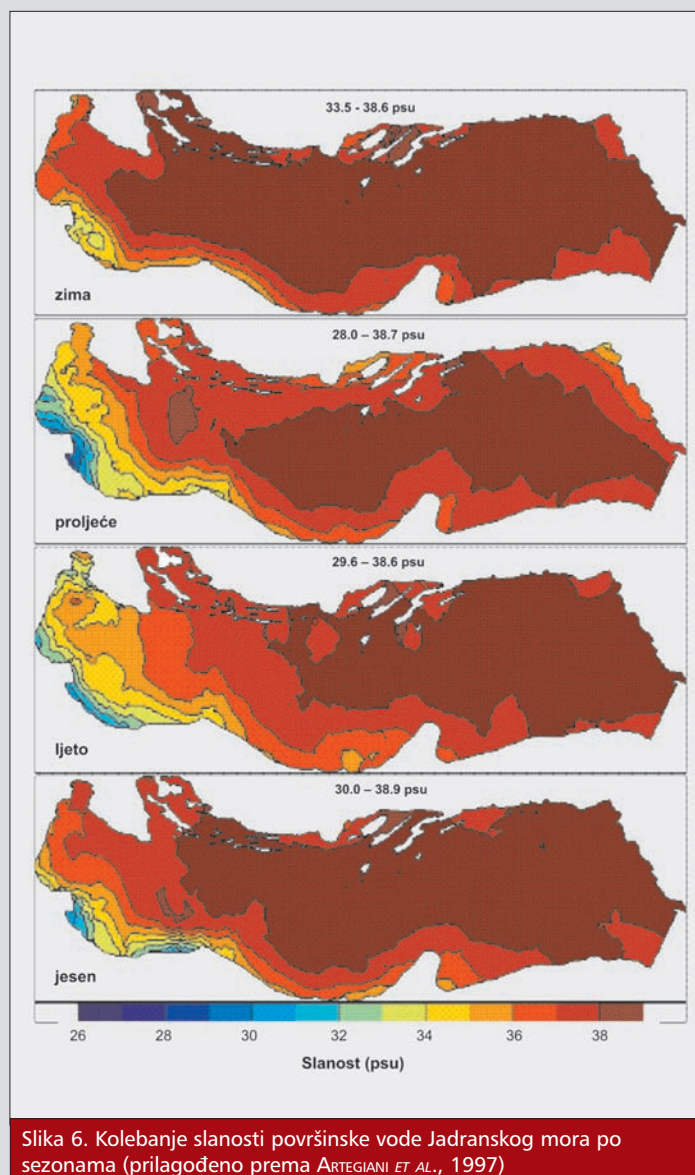 33.5 - 38.6 psu
zima
28.0 - 38.7 psu
proljeće
29.6 – 38.6 psu
ljeto
30.0 – 38.9 psu
jesen
26 28 30 32 34 36 38
Slanost (psu)
Slika 6. Kolebanje slanosti površinske vode Jadranskog mora po
sezonama (prilagođeno prema ARTEGIANI ET AL., 1997)